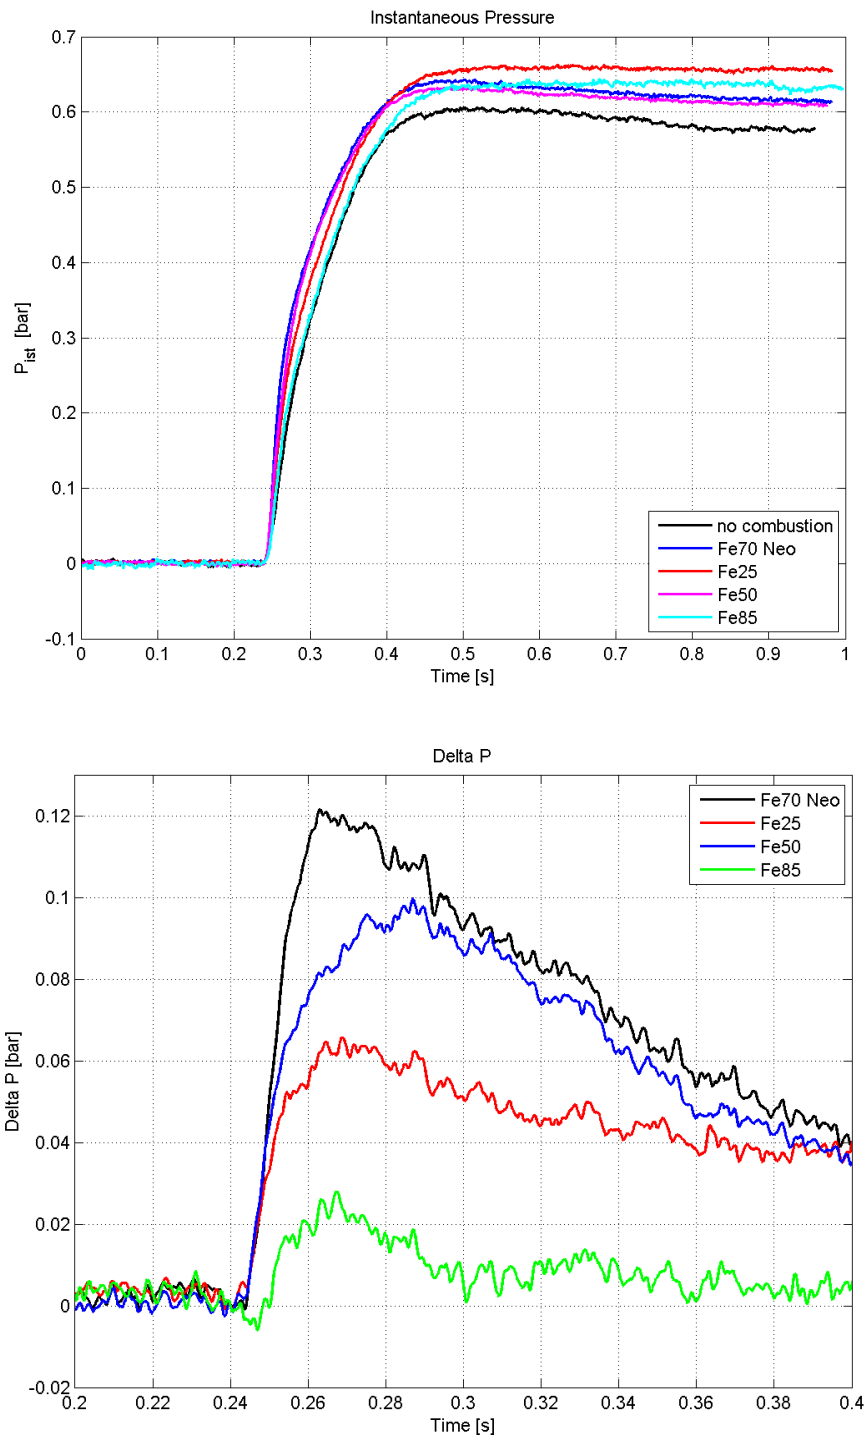 Instantaneous Pressure
0.7
0.6
0.5
0.4
0.3
0.2
0.1
0
-0.1
P_ist [bar]
no combustion
Fe70 Neo
Fe25
Fe50
Fe85
0 0.1 0.2 0.3 0.4 0.5 0.6 0.7 0.8 0.9 1
Time [s]
Delta P
0.12
0.1
0.08
0.06
0.04
0.02
0
-0.02
Delta P [bar]
Fe70 Neo
Fe25
Fe50
Fe85
0.2 0.22 0.24 0.26 0.28 0.3 0.32 0.34 0.36 0.38 0.4
Time [s]